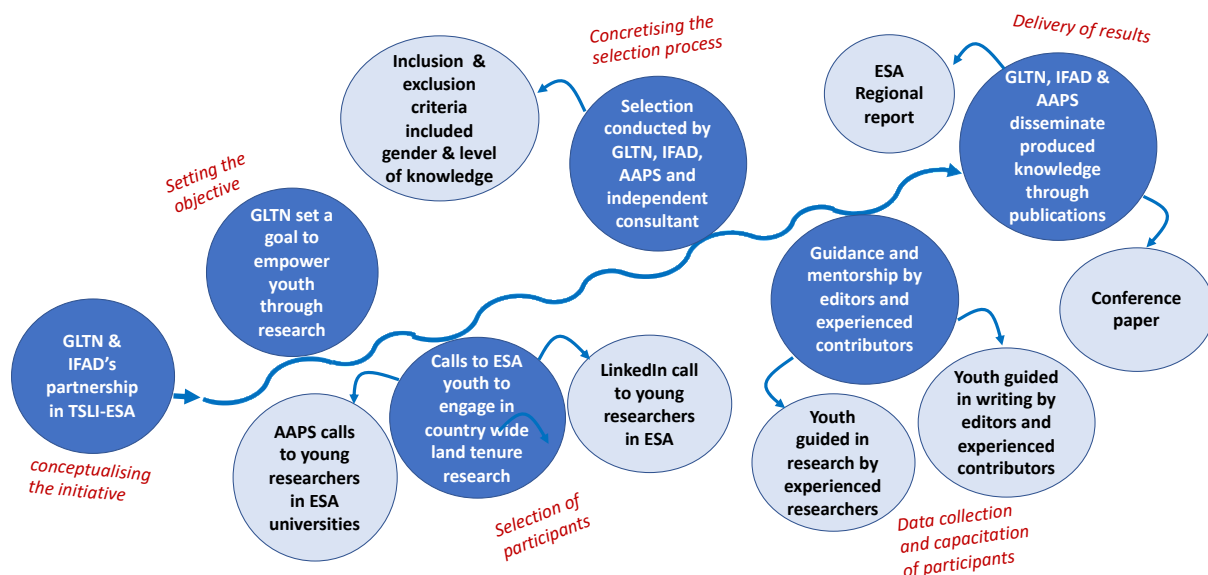 GLTN &
IFAD's
partnership
in TSLI-ESA
conceptualising
the initiative
Setting the
objective
GLTN set a
goal to
empower
youth
through
research
AAPS calls
to young
researchers
in ESA
universities
Calls to ESA
youth to
engage in
country wide
land tenure
research
LinkedIn call
to young
researchers
in ESA
Selection of
participants
Inclusion &
exclusion
criteria
included
gender & level
of knowledge
Concretising the
selection process
Selection
conducted by
GLTN, IFAD,
AAPS and
independent
consultant
Guidance and
mentorship by
editors and
experienced
contributors
Youth
guided in
research by
experienced
researchers
Youth guided
in writing by
editors and
experienced
contributors
Data collection
and capacitation
of participants
Delivery of results
ESA
Regional
report
GLTN, IFAD &
AAPS
disseminate
produced
knowledge
through
publications
Conference
paper